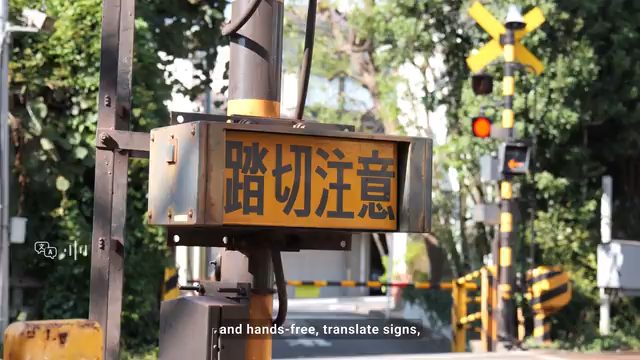 踏切注意
and hands-free, translate signs,